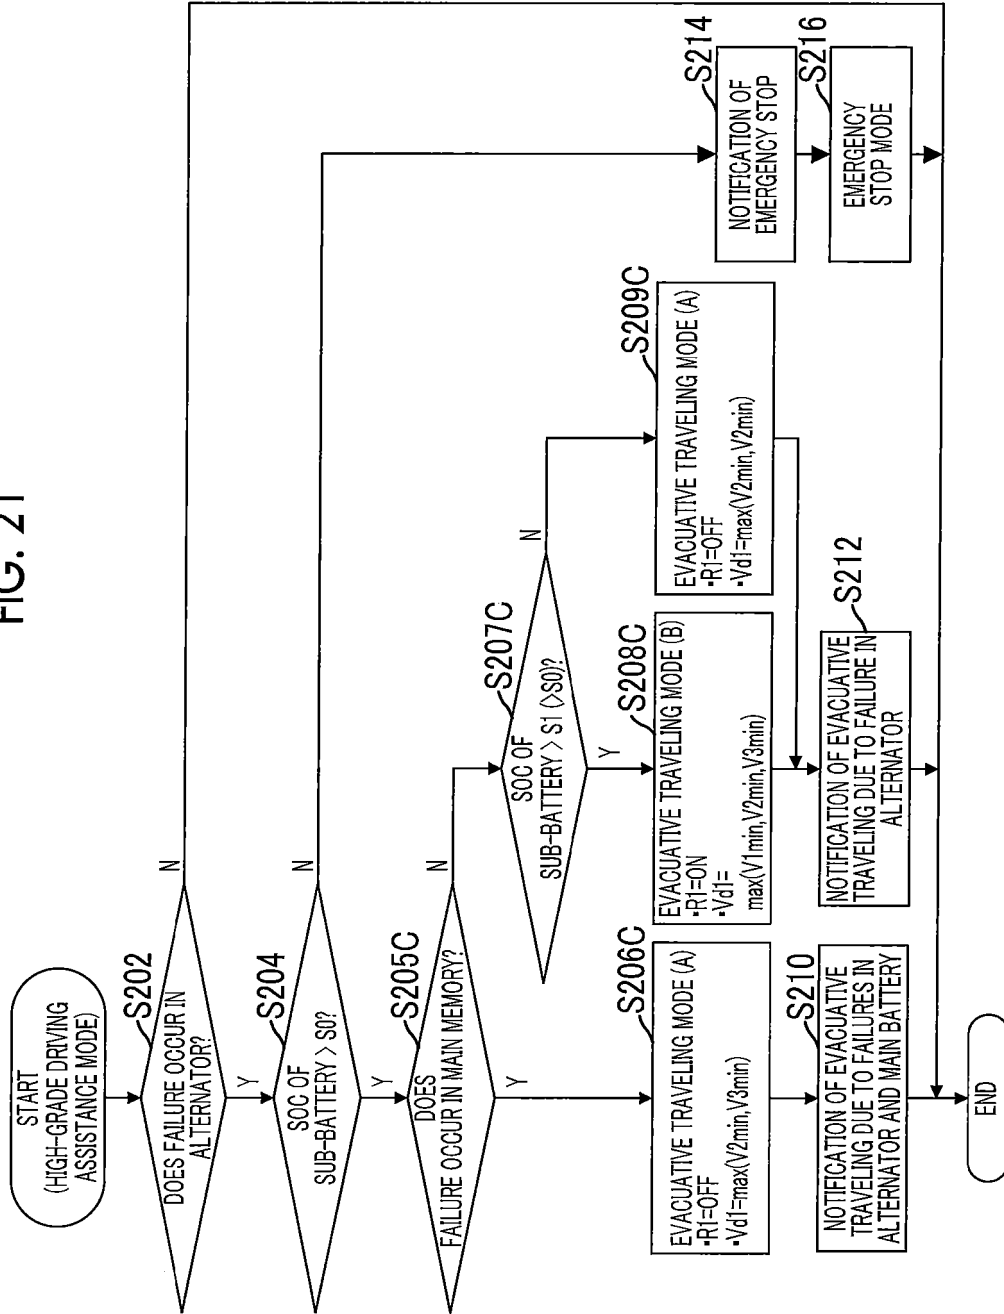 FIG. 21
START
(HIGH-GRADE DRIVING
ASSISTANCE MODE)
S202
DOES FAILURE OCCUR IN
ALTERNATOR?
N
Y
S204
SOC OF
SUB-BATTERY > S0?
N
Y
S205C
DOES
FAILURE OCCUR IN MAIN MEMORY?
N
Y
S207C
SOC OF
SUB-BATTERY > S1 (>S0)?
N
Y
S206C
EVACUATIVE TRAVELING MODE (A)
•R1=OFF
•Vd1=max(V2min,V3min)
S208C
EVACUATIVE TRAVELING MODE (B)
•R1=ON
•Vd1=
max(V1min,V2min,V3min)
S209C
EVACUATIVE TRAVELING MODE (A)
•R1=OFF
•Vd1=max(V2min,V2min)
S214
NOTIFICATION OF
EMERGENCY STOP
S210
NOTIFICATION OF EVACUATIVE
TRAVELING DUE TO FAILURES IN
ALTERNATOR AND MAIN BATTERY
S212
NOTIFICATION OF EVACUATIVE
TRAVELING DUE TO FAILURE IN
ALTERNATOR
S216
EMERGENCY
STOP MODE
END